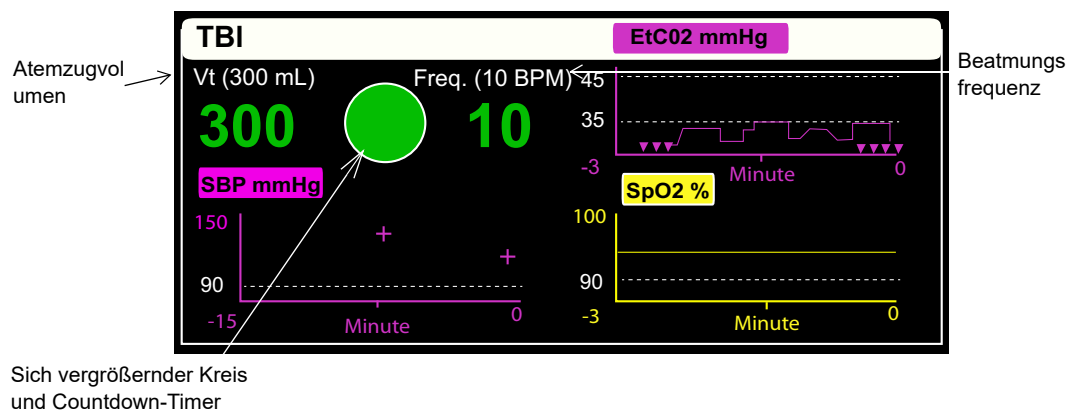 TBI
EtC02 mmHg
Atemzugvol
umen
Vt (300 mL)
Freq. (10 BPM)
300
10
45
35
-3
Minute
0
Beatmungs
frequenz
SBP mmHg
150
90
-15
Minute
0
SpO2 %
100
90
-3
Minute
0
Sich vergrößernder Kreis
und Countdown-Timer